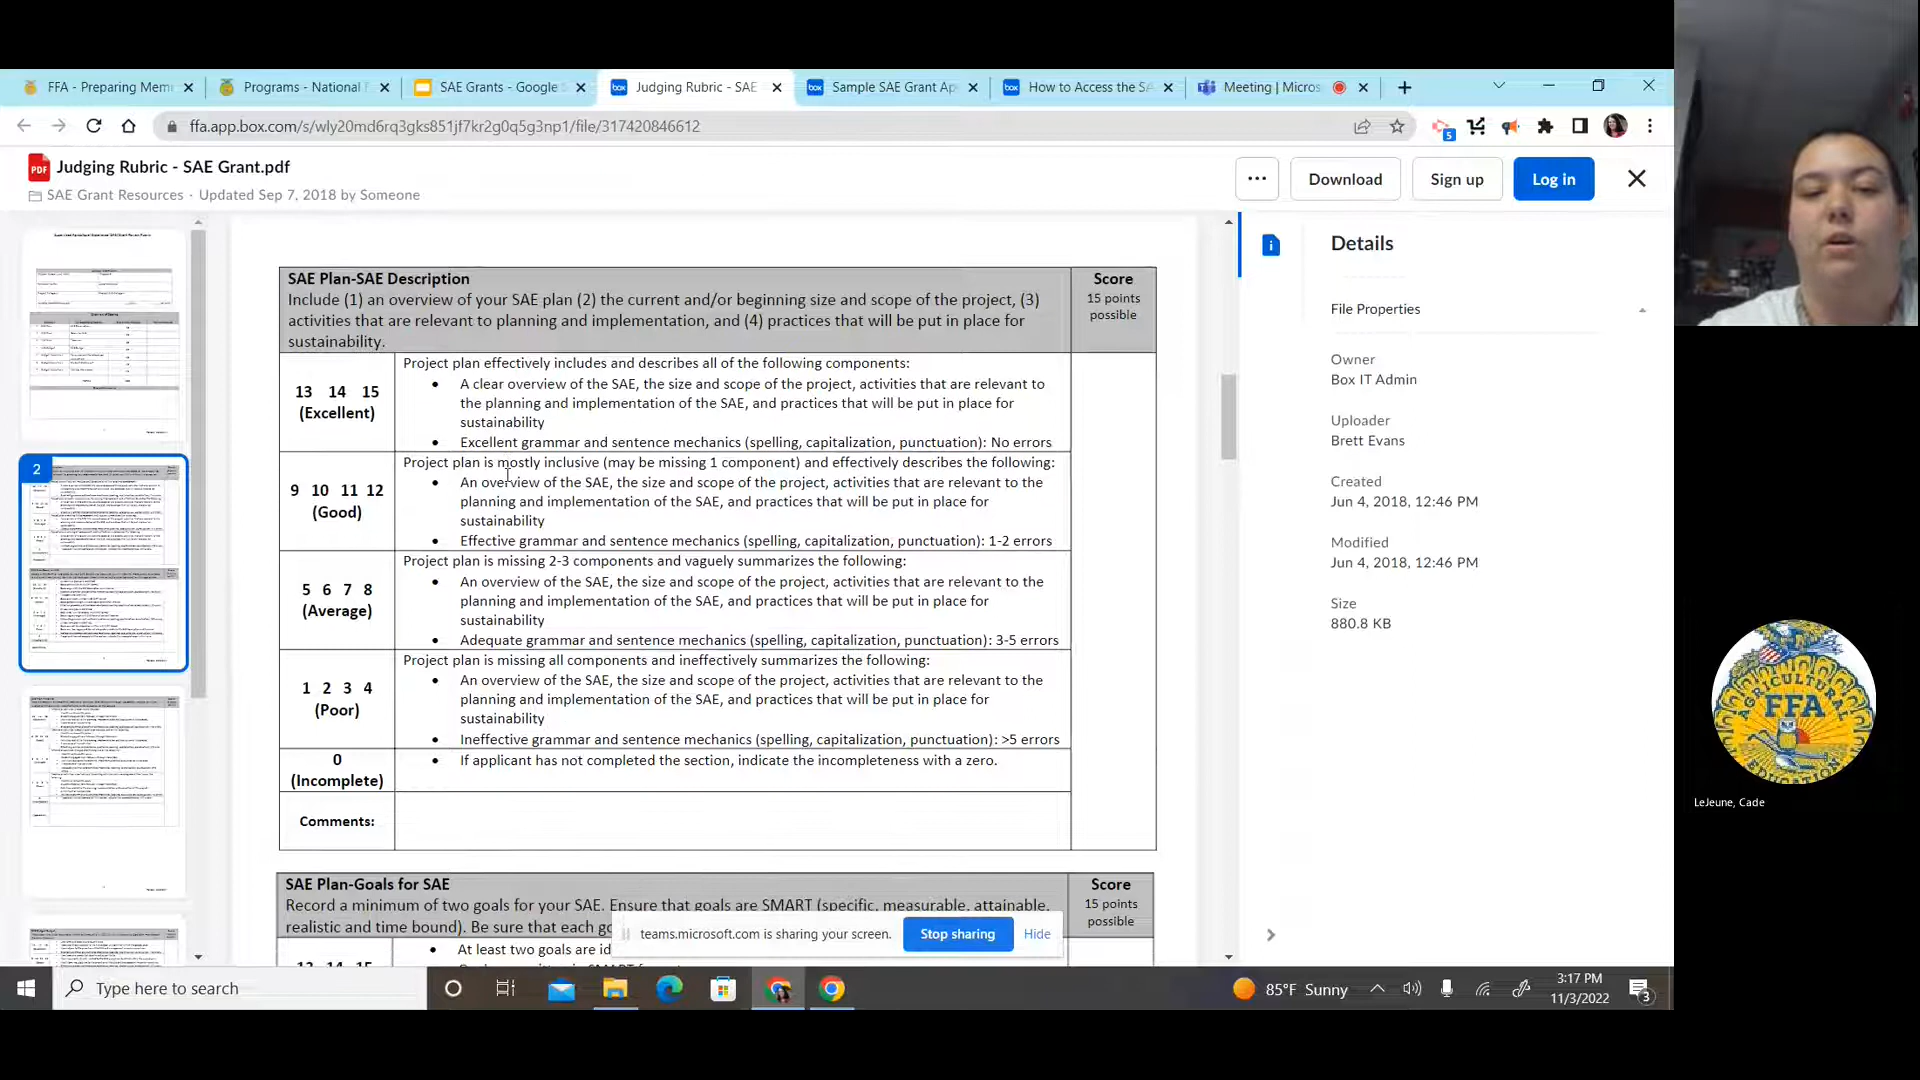 FFA - Preparing Mem
Programs - National F
SAE Grants - Google S
Judging Rubric - SAE
Sample SAE Grant Ap
How to Access the SA
Meeting | Micros
ffa.app.box.com/s/wly20md6rq3gks851jf7kr2g0q5g3np1/file/317420846612
5
PDF
Judging Rubric - SAE Grant.pdf
SAE Grant Resources · Updated Sep 7, 2018 by Someone
Download
Sign up
Log in
2
SAE Plan-SAE Description
Include (1) an overview of your SAE plan (2) the current and/or beginning size and scope of the project, (3)
activities that are relevant to planning and implementation, and (4) practices that will be put in place for
sustainability.
Score
15 points
possible
13 14 15
(Excellent)
Project plan effectively includes and describes all of the following components:
• A clear overview of the SAE, the size and scope of the project, activities that are relevant to
the planning and implementation of the SAE, and practices that will be put in place for
sustainability
• Excellent grammar and sentence mechanics (spelling, capitalization, punctuation): No errors
9 10 11 12
(Good)
Project plan is mostly inclusive (may be missing 1 component) and effectively describes the following:
• An overview of the SAE, the size and scope of the project, activities that are relevant to the
planning and implementation of the SAE, and practices that will be put in place for
sustainability
• Effective grammar and sentence mechanics (spelling, capitalization, punctuation): 1-2 errors
5 6 7 8
(Average)
Project plan is missing 2-3 components and vaguely summarizes the following:
• An overview of the SAE, the size and scope of the project, activities that are relevant to the
planning and implementation of the SAE, and practices that will be put in place for
sustainability
• Adequate grammar and sentence mechanics (spelling, capitalization, punctuation): 3-5 errors
1 2 3 4
(Poor)
Project plan is missing all components and ineffectively summarizes the following:
• An overview of the SAE, the size and scope of the project, activities that are relevant to the
planning and implementation of the SAE, and practices that will be put in place for
sustainability
• Ineffective grammar and sentence mechanics (spelling, capitalization, punctuation): >5 errors
0
(Incomplete)
• If applicant has not completed the section, indicate the incompleteness with a zero.
Comments:
SAE Plan-Goals for SAE
Record a minimum of two goals for your SAE. Ensure that goals are SMART (specific, measurable, attainable,
realistic and time bound). Be sure that each go
Score
15 points
possible
13 14 15
• At least two goals are id
teams.microsoft.com is sharing your screen.
Stop sharing
Hide
Details
File Properties
Owner
Box IT Admin
Uploader
Brett Evans
Created
Jun 4, 2018, 12:46 PM
Modified
Jun 4, 2018, 12:46 PM
Size
880.8 KB
AGRICULTURAL
FFA
EDUCATION
LeJeune, Cade
Type here to search
85°F Sunny
3:17 PM
11/3/2022
3